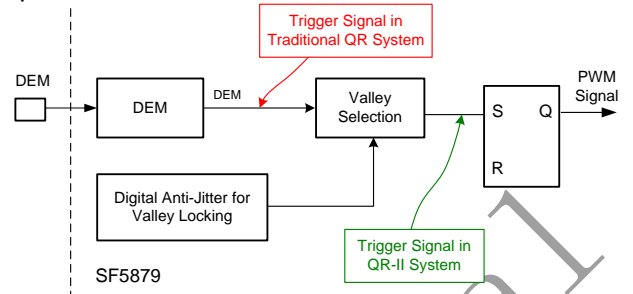 Trigger Signal in
Traditional QR System
DEM
DEM
DEM
Valley
Selection
S
Q
R
PWM
Signal
Digital Anti-Jitter for
Valley Locking
Trigger Signal in
QR-II System
SF5879